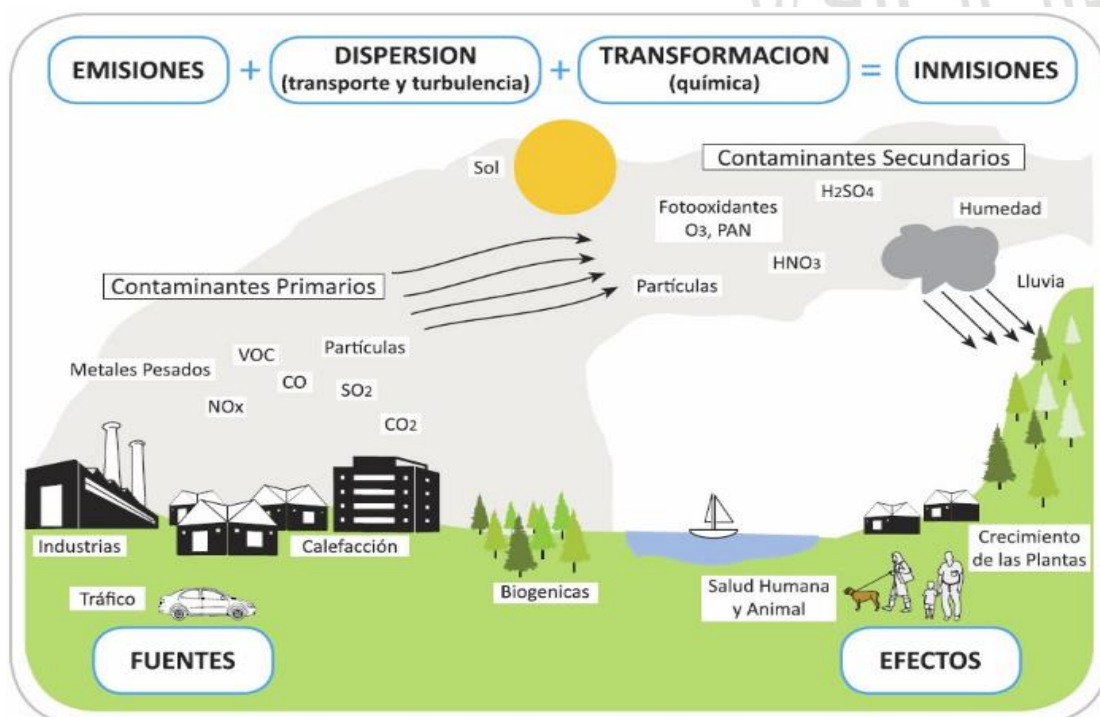 EMISIONES + DISPERSION (transporte y turbulencia) + TRANSFORMACION (química) = INMISIONES
Sol
Contaminantes Secundarios
H2SO4
Fotooxidantes
O3, PAN
Humedad
HNO3
Contaminantes Primarios
Partículas
Lluvia
VOC
Partículas
Metales Pesados
CO
SO2
NOx
CO2
Industrias
Calefacción
Crecimiento
de las Plantas
Tráfico
Biogenicas
Salud Humana
y Animal
FUENTES
EFECTOS